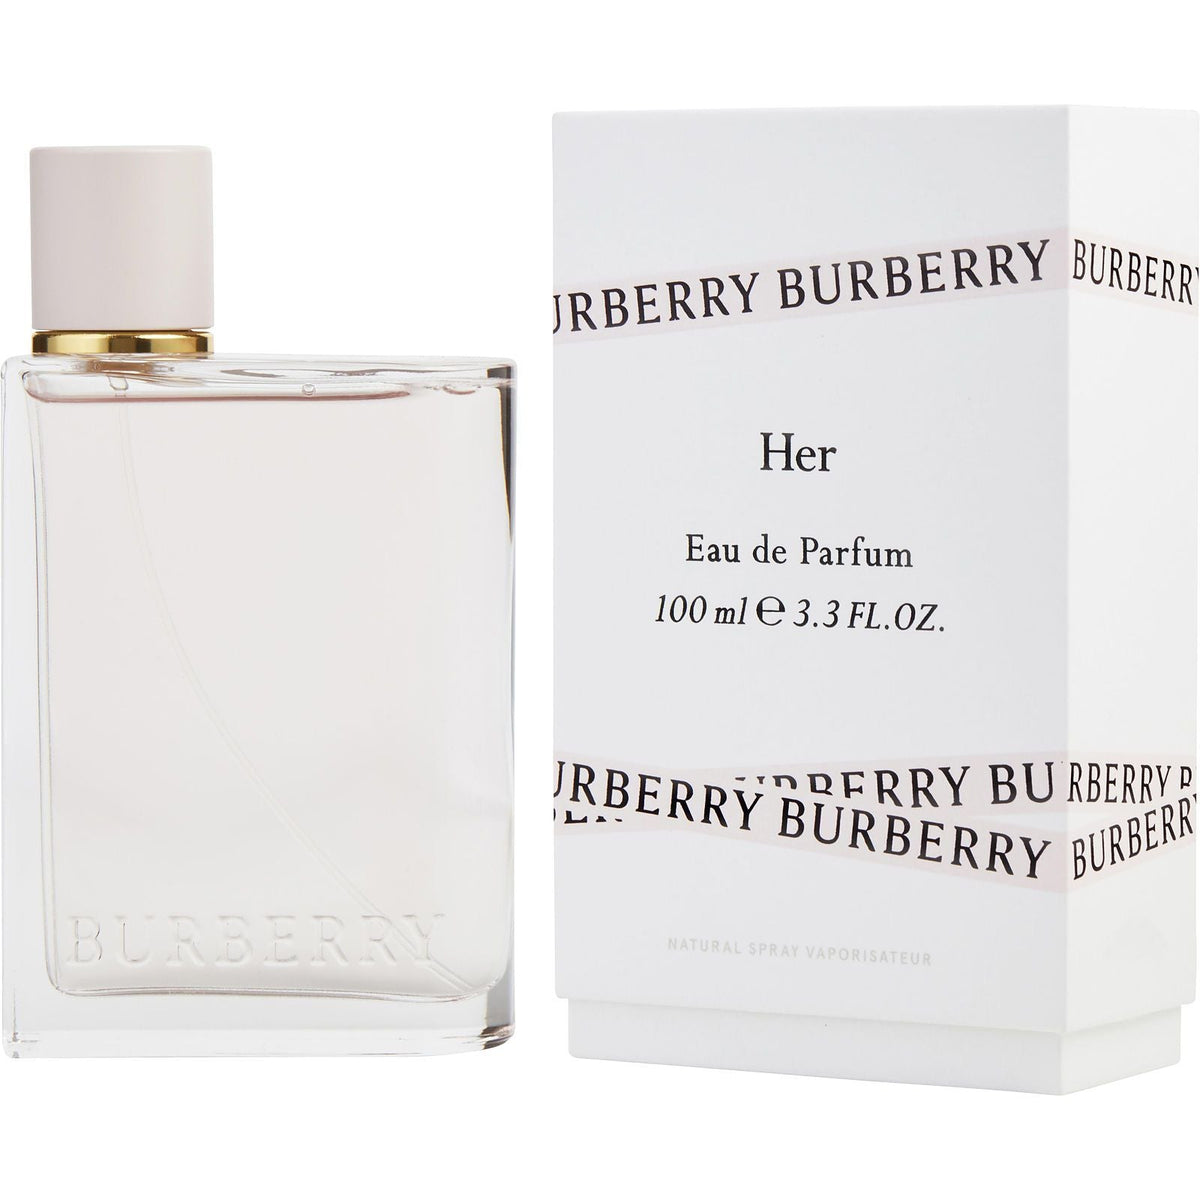 BURBERRY
URBERRY BURBERRY BURBERRY
Her
Eau de Parfum
100 ml ℮ 3.3 FL.OZ.
BERRY BU RBERRY B
URBERRY BURBERRY BURBERRY
NATURAL SPRAY VAPORISATEUR